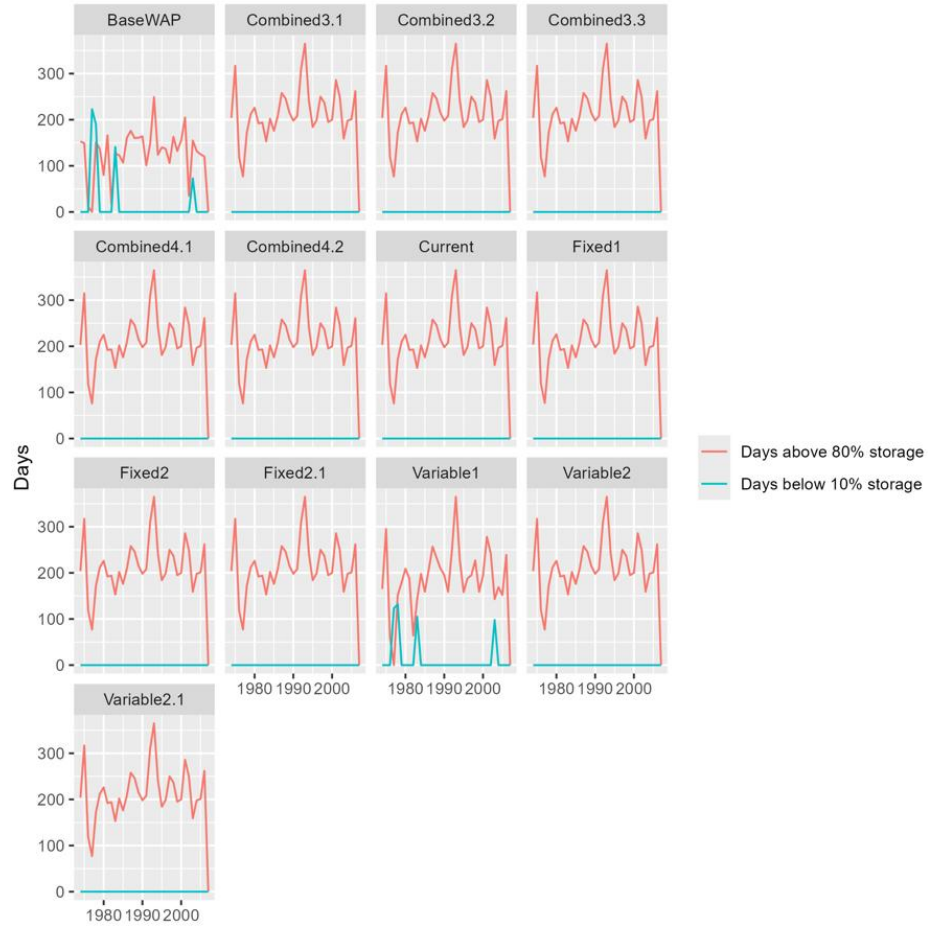 BaseWAP Combined3.1 Combined3.2 Combined3.3
300
200
100
0
Combined4.1 Combined4.2 Current Fixed1
300
200
100
0
Days
Days above 80% storage
Days below 10% storage
Fixed2 Fixed2.1 Variable1 Variable2
300
200
100
0
1980 1990 2000 1980 1990 2000 1980 1990 2000
Variable2.1
300
200
100
0
1980 1990 2000